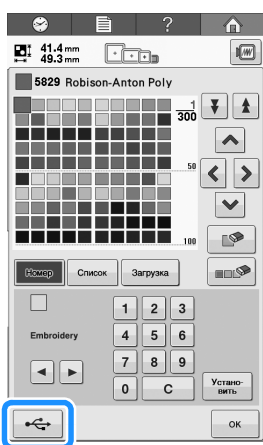 ?
41.4 mm
49.3 mm
5829 Robison-Anton Poly
1
300
50
100
Номер Список Загрузка
1 2 3
Embroidery 4 5 6
7 8 9
0 C Устано-
вить
OK